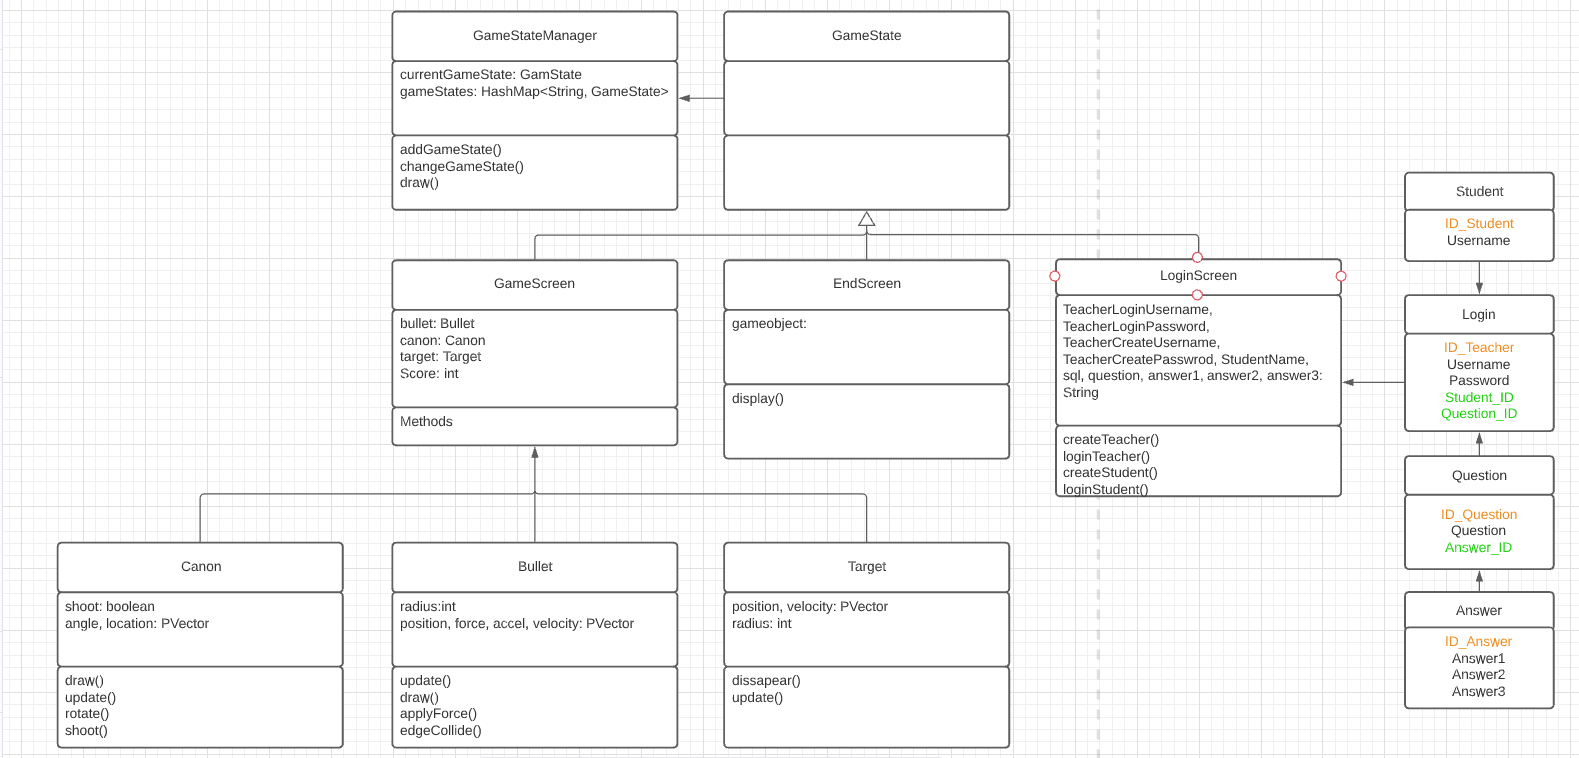 GameStateManager
currentGameState: GamState
gameStates: HashMap<String, GameState>
addGameState()
changeGameState()
draw()
GameState
GameScreen
bullet: Bullet
canon: Canon
target: Target
Score: int
Methods
EndScreen
gameobject:
display()
LoginScreen
TeacherLoginUsername,
TeacherLoginPassword,
TeacherCreateUsername,
TeacherCreatePasswrod, StudentName,
sql, question, answer1, answer2, answer3:
String
createTeacher()
loginTeacher()
createStudent()
loginStudent()
Student
ID_Student
Username
Login
ID_Teacher
Username
Password
Student_ID
Question_ID
Question
ID_Question
Question
Answer_ID
Answer
ID_Answer
Answer1
Answer2
Answer3
Canon
shoot: boolean
angle, location: PVector
draw()
update()
rotate()
shoot()
Bullet
radius:int
position, force, accel, velocity: PVector
update()
draw()
applyForce()
edgeCollide()
Target
position, velocity: PVector
radius: int
dissapear()
update()